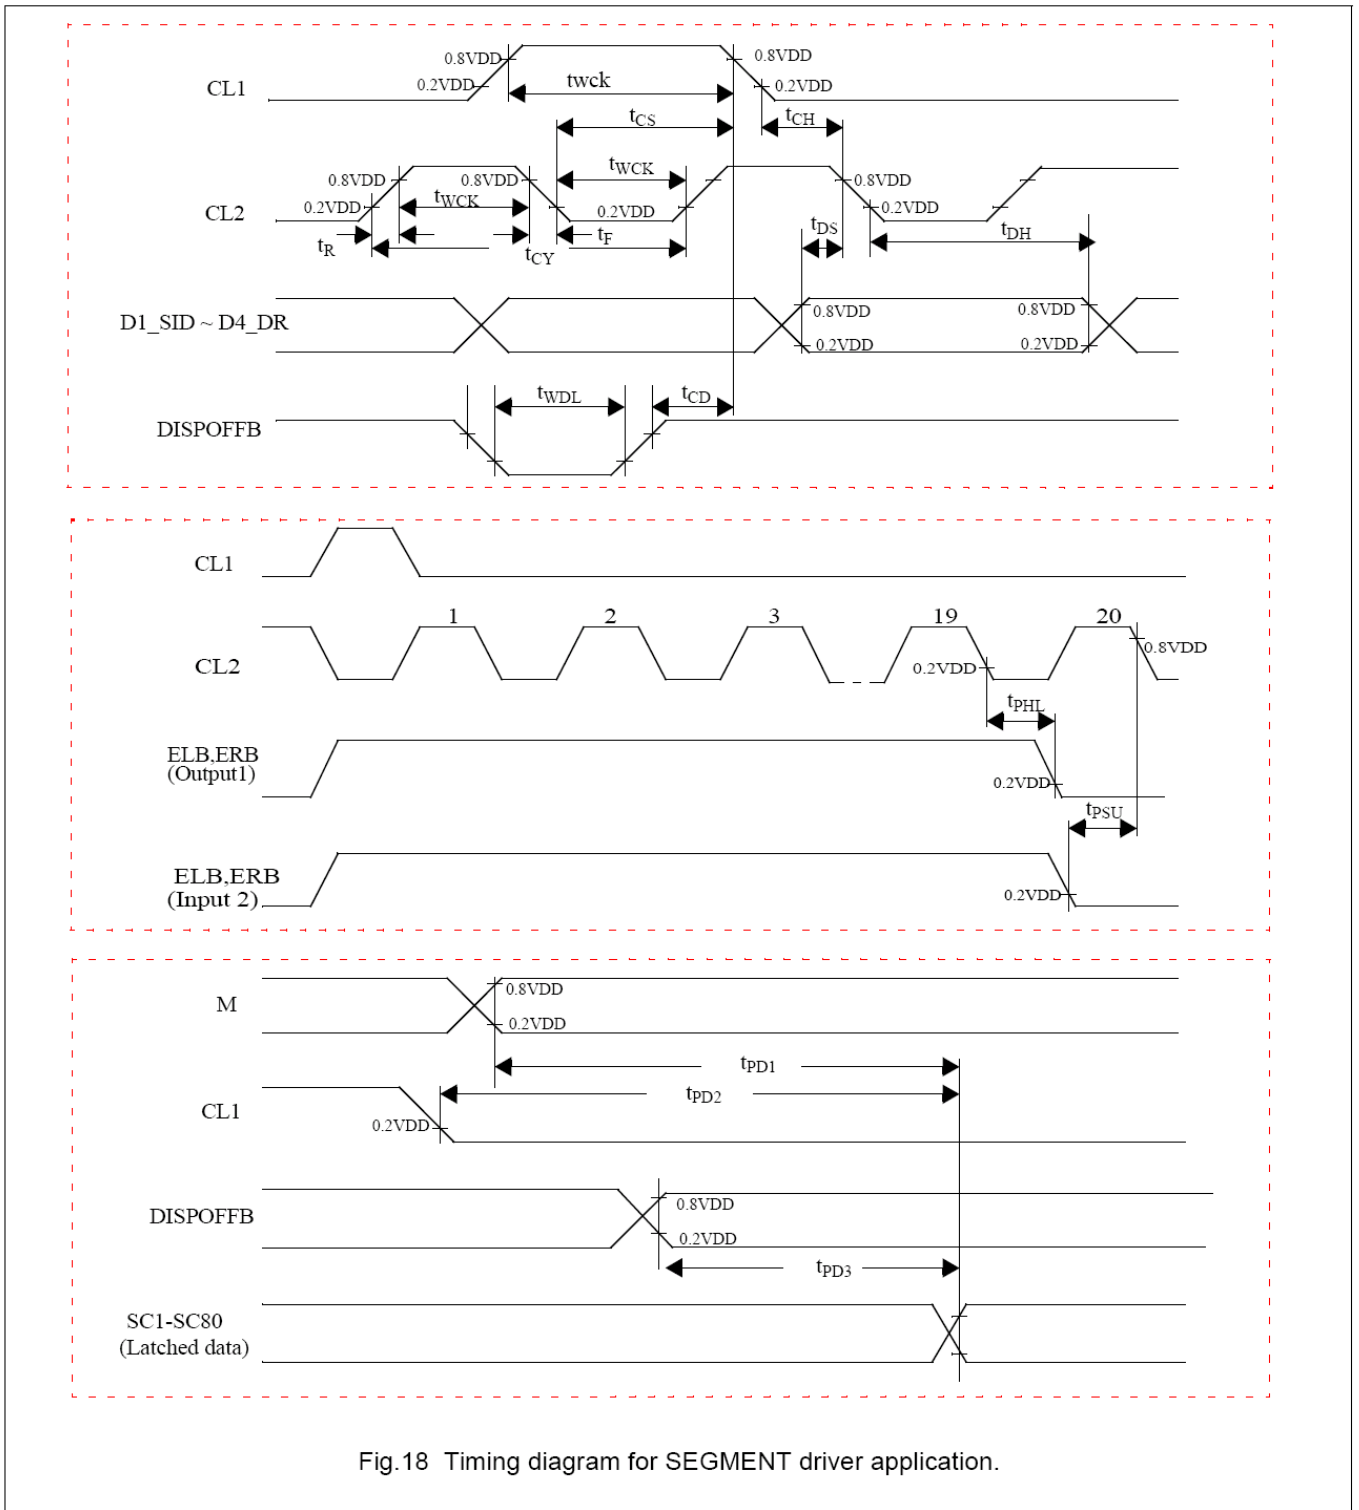 0.8VDD
0.8VDD
CL1
0.2VDD
twck
0.2VDD
tCS
tCH
0.8VDD
0.8VDD
tWCK
0.8VDD
CL2
0.2VDD
tWCK
0.2VDD
0.2VDD
tR
tCY
tF
tDS
tDH
D1_SID ~ D4_DR
0.8VDD
0.8VDD
0.2VDD
0.2VDD
DISPOFFB
tWDL
tCD
CL1
1
2
3
19
20
CL2
0.2VDD
0.8VDD
tPHL
ELB,ERB
(Output1)
0.2VDD
tPSU
ELB,ERB
(Input 2)
0.2VDD
M
0.8VDD
0.2VDD
tPD1
tPD2
CL1
0.2VDD
DISPOFFB
0.8VDD
0.2VDD
tPD3
SC1-SC80
(Latched data)
Fig.18 Timing diagram for SEGMENT driver application.